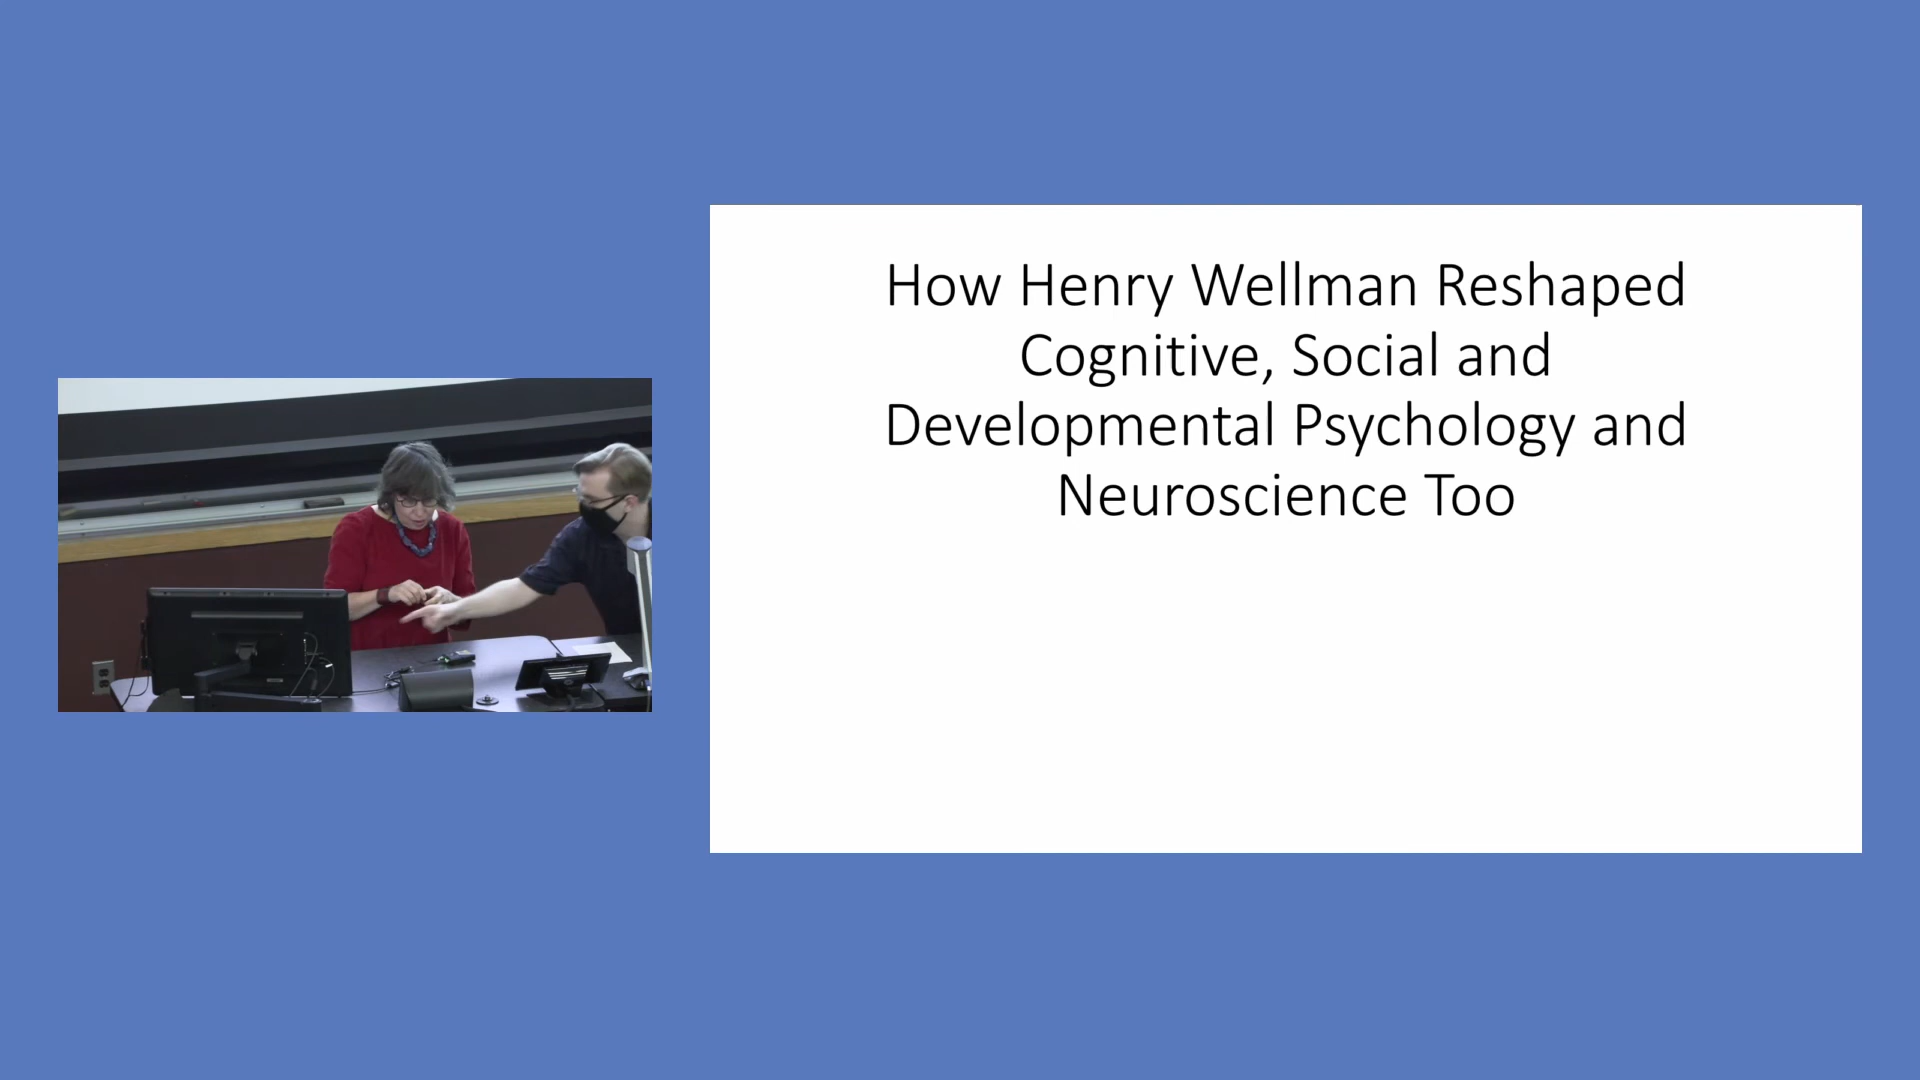 How Henry Wellman Reshaped
Cognitive, Social and
Developmental Psychology and
Neuroscience Too